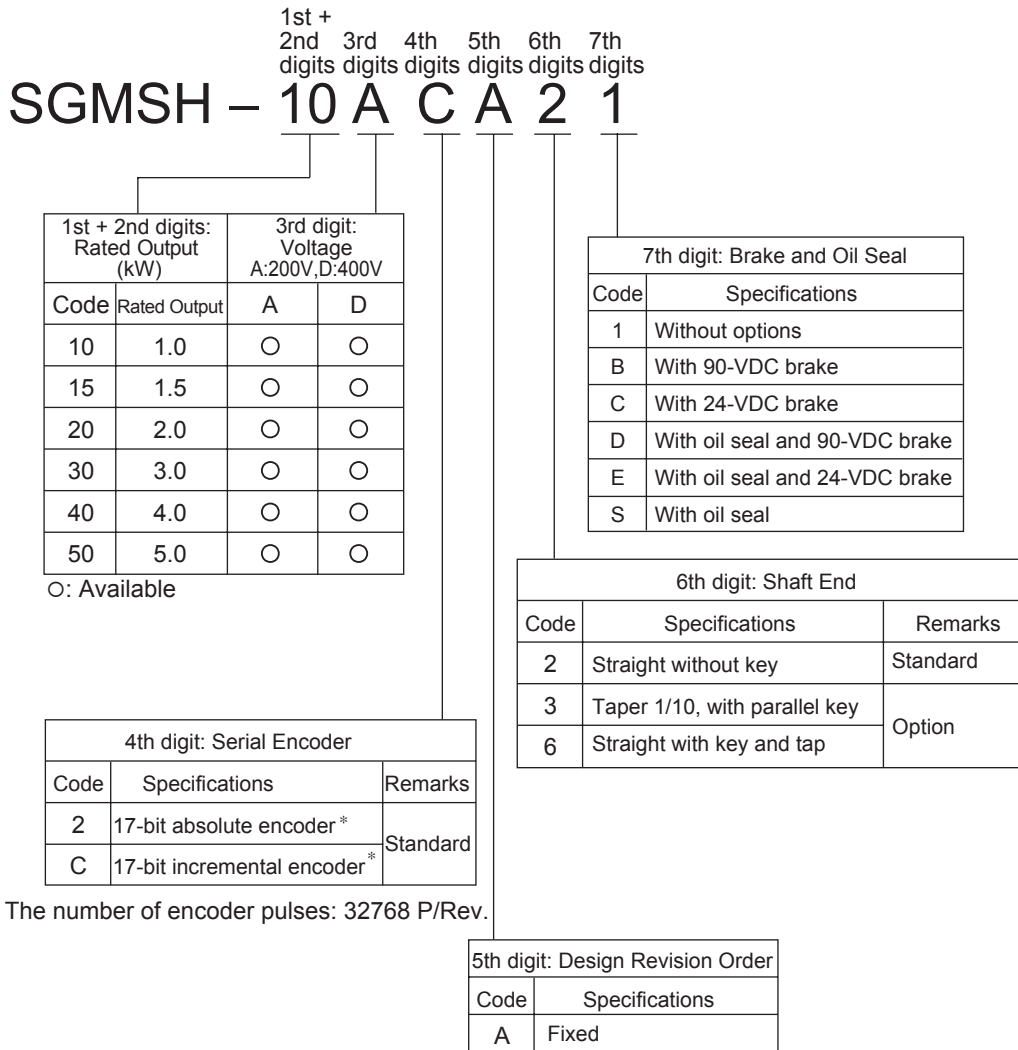 1st +
2nd 3rd 4th 5th 6th 7th
digits digits digits digits digits digits
SGMSH – 10 A C A 2 1
1st + 2nd digits:
Rated Output
(kW)
3rd digit:
Voltage
A:200V,D:400V
Code Rated Output A D
10 1.0 ○ ○
15 1.5 ○ ○
20 2.0 ○ ○
30 3.0 ○ ○
40 4.0 ○ ○
50 5.0 ○ ○
○: Available
7th digit: Brake and Oil Seal
Code Specifications
1 Without options
B With 90-VDC brake
C With 24-VDC brake
D With oil seal and 90-VDC brake
E With oil seal and 24-VDC brake
S With oil seal
6th digit: Shaft End
Code Specifications Remarks
2 Straight without key Standard
3 Taper 1/10, with parallel key
Option
6 Straight with key and tap
4th digit: Serial Encoder
Code Specifications Remarks
2 17-bit absolute encoder*
Standard
C 17-bit incremental encoder*
The number of encoder pulses: 32768 P/Rev.
5th digit: Design Revision Order
Code Specifications
A Fixed